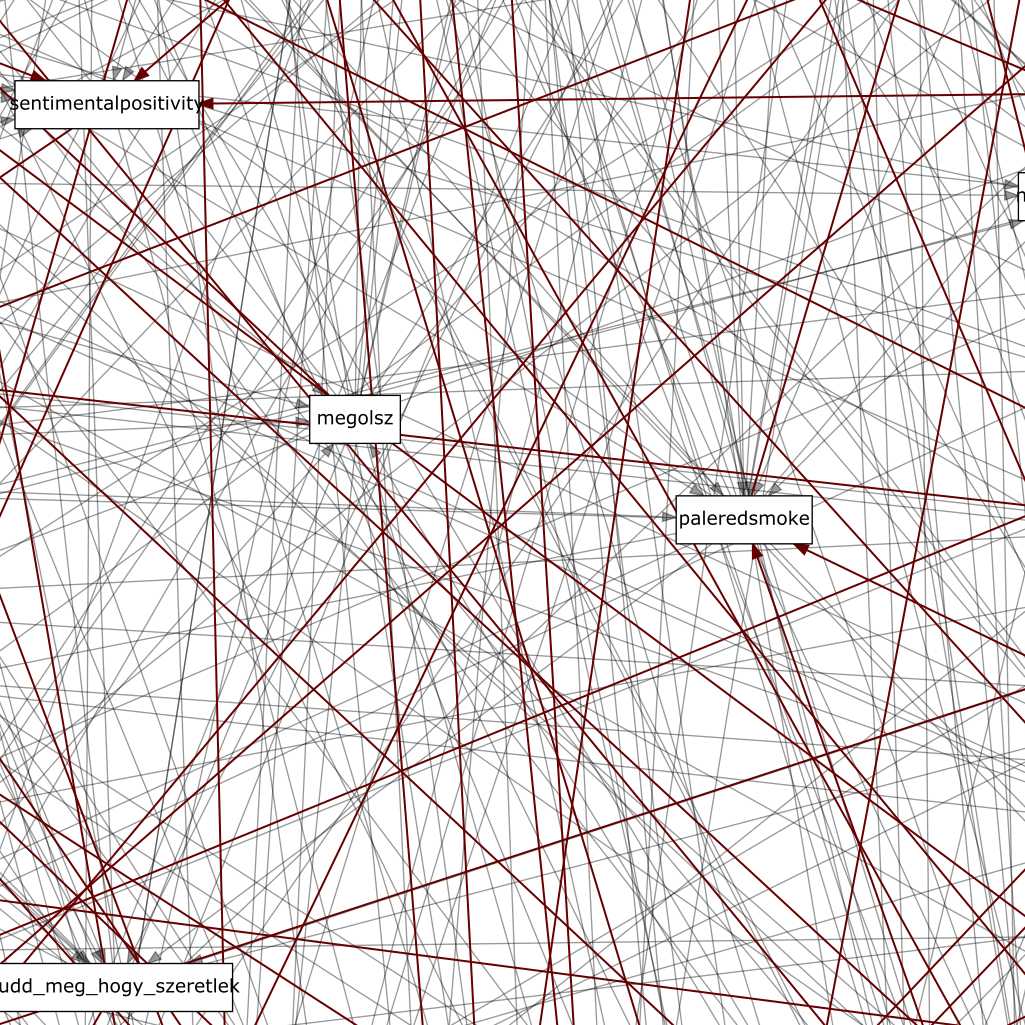 sentimentalpositivity
megolsz
paleredsmoke
udd_meg_hogy_szeretlek